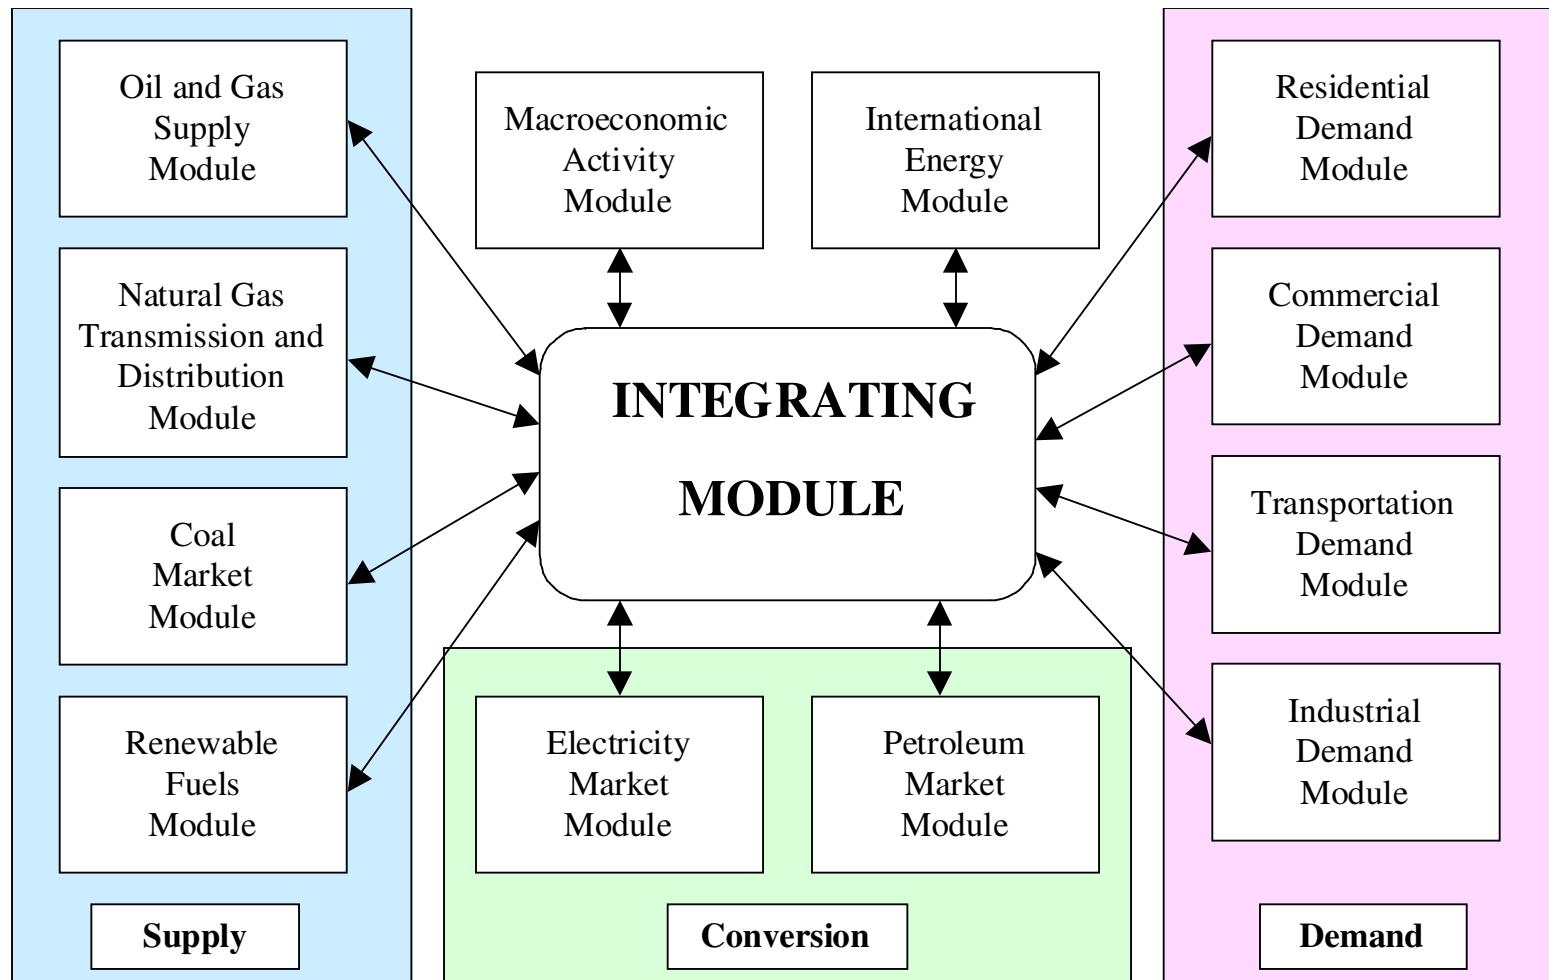 Oil and Gas
Supply
Module
Natural Gas
Transmission and
Distribution
Module
Coal
Market
Module
Renewable
Fuels
Module
Supply
Macroeconomic
Activity
Module
International
Energy
Module
INTEGRATING
MODULE
Electricity
Market
Module
Petroleum
Market
Module
Conversion
Residential
Demand
Module
Commercial
Demand
Module
Transportation
Demand
Module
Industrial
Demand
Module
Demand